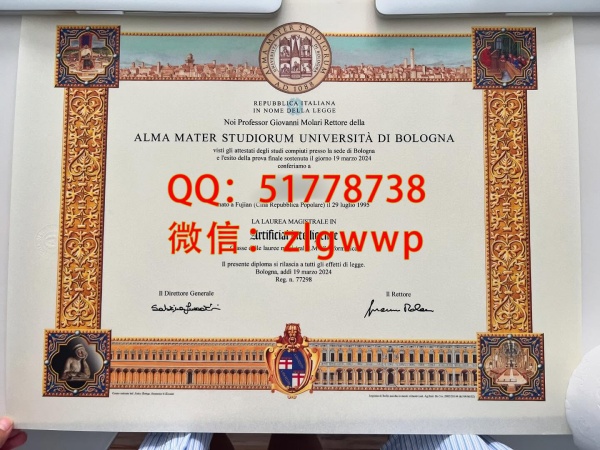 ALMA MATER STUDIORUM
A.D. 1088
REPUBBLICA ITALIANA
IN NOME DELLA LEGGE
Noi Professor Giovanni Molari Rettore della
ALMA MATER STUDIORUM UNIVERSITÀ DI BOLOGNA
visti gli attestati degli studi compiuti presso la sede di Bologna
e l'esito della prova finale sostenuta il giorno 19 marzo 2024
conferiamo a
QQ: 51778738
nato a Fujian (Cina Repubblica Popolare) il 29 luglio 1995
微信: zlgwwp
LA LAUREA MAGISTRALE IN
Artificial Intelligence
Il presente diploma si rilascia a tutti gli effetti di legge.
Bologna, addì 19 marzo 2024
Reg. n. 77298
Il Direttore Generale
Il Rettore